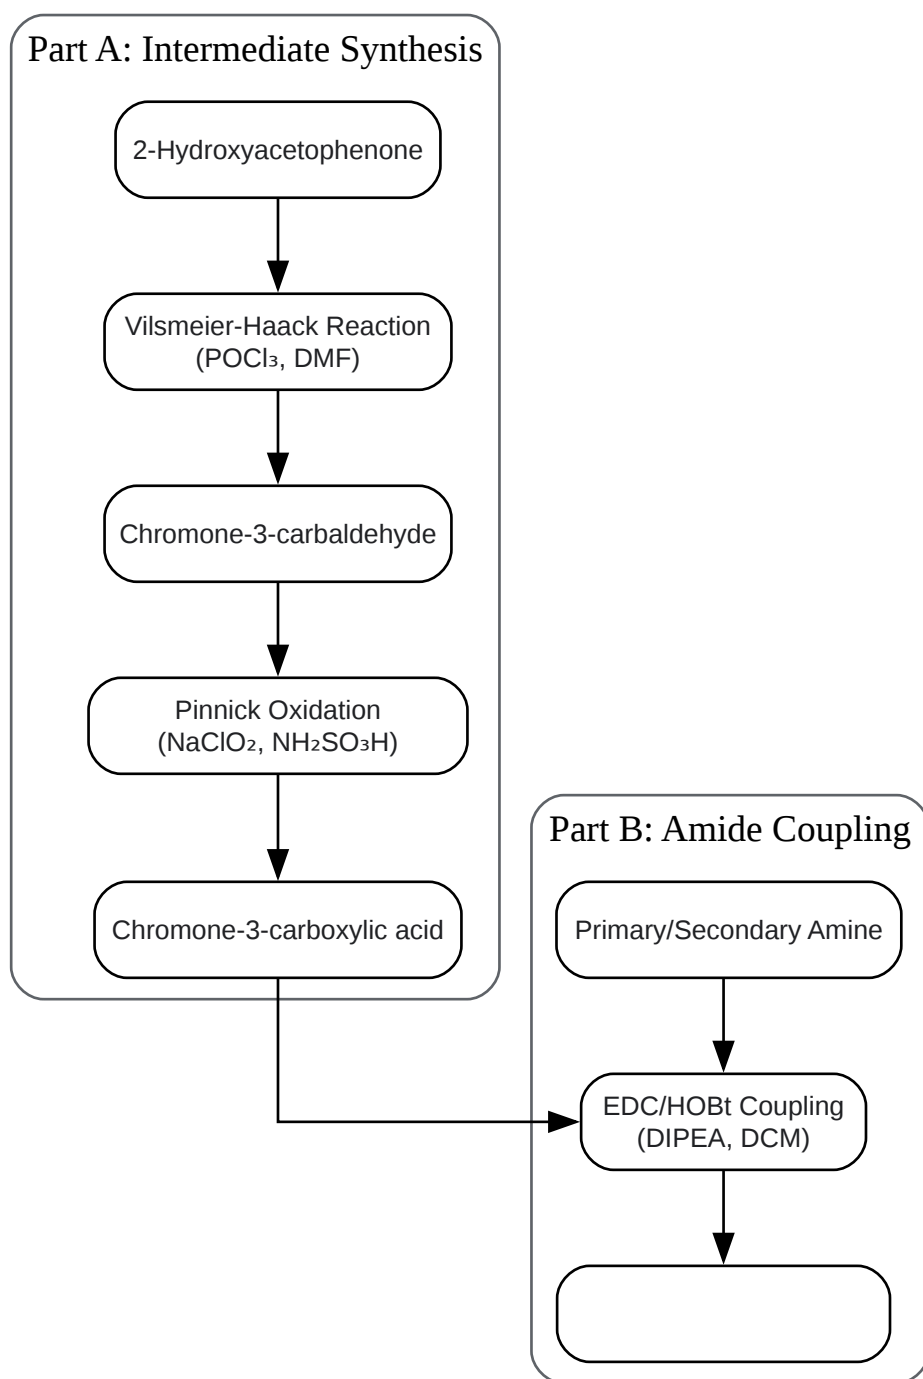 Part A: Intermediate Synthesis
2-Hydroxyacetophenone
Vilsmeier-Haack Reaction
(POCl₃, DMF)
Chromone-3-carbaldehyde
Pinnick Oxidation
(NaClO₂, NH₂SO₃H)
Chromone-3-carboxylic acid
Part B: Amide Coupling
Primary/Secondary Amine
EDC/HOBt Coupling
(DIPEA, DCM)